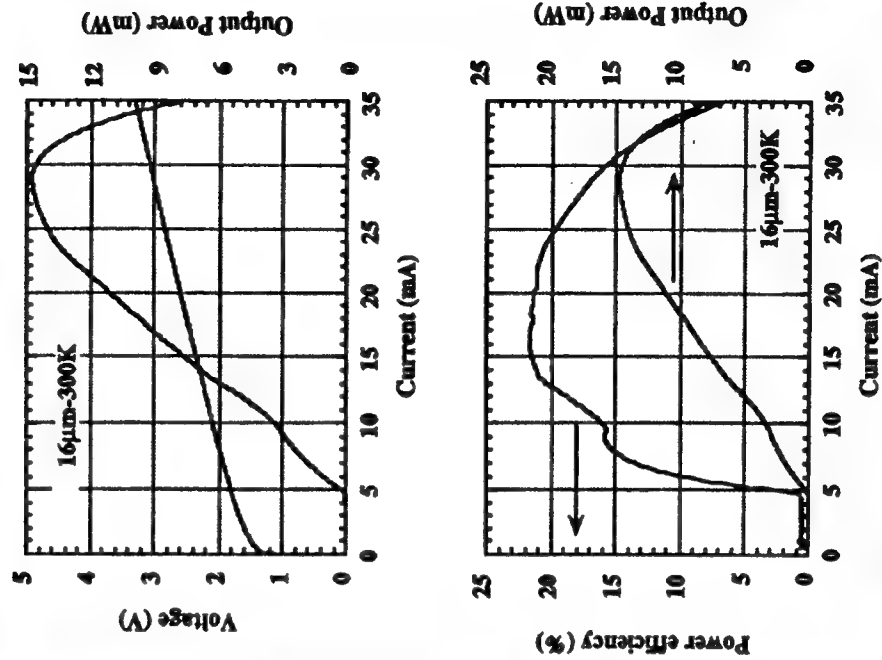 Output Power (mW)
15 12 9 6 3 0
16µm-300K
0 5 10 15 20 25 30 35
Current (mA)
5 4 3 2 1 0
Voltage (V)
Output Power (mW)
25 20 15 10 5 0
16µm-300K
0 5 10 15 20 25 30 35
Current (mA)
25 20 15 10 5 0
Power efficiency (%)